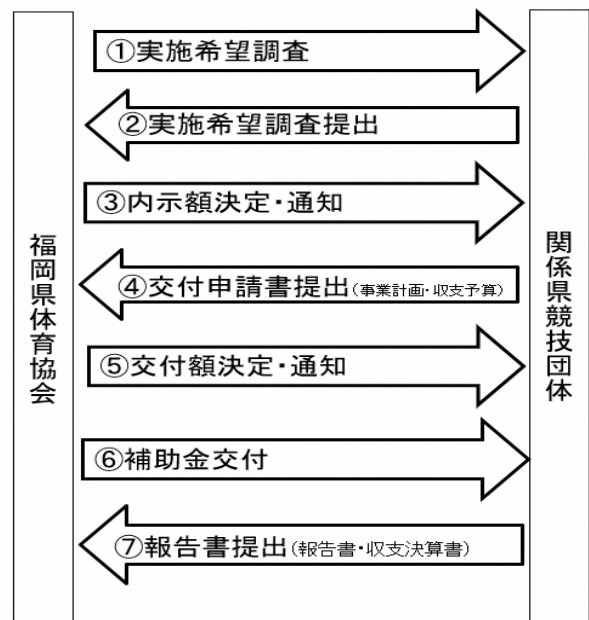 ①実施希望調査
②実施希望調査提出
③内示額決定・通知
④交付申請書提出(事業計画・収支予算)
⑤交付額決定・通知
⑥補助金交付
⑦報告書提出(報告書・収支決算書)
福岡県体育協会
関係県競技団体